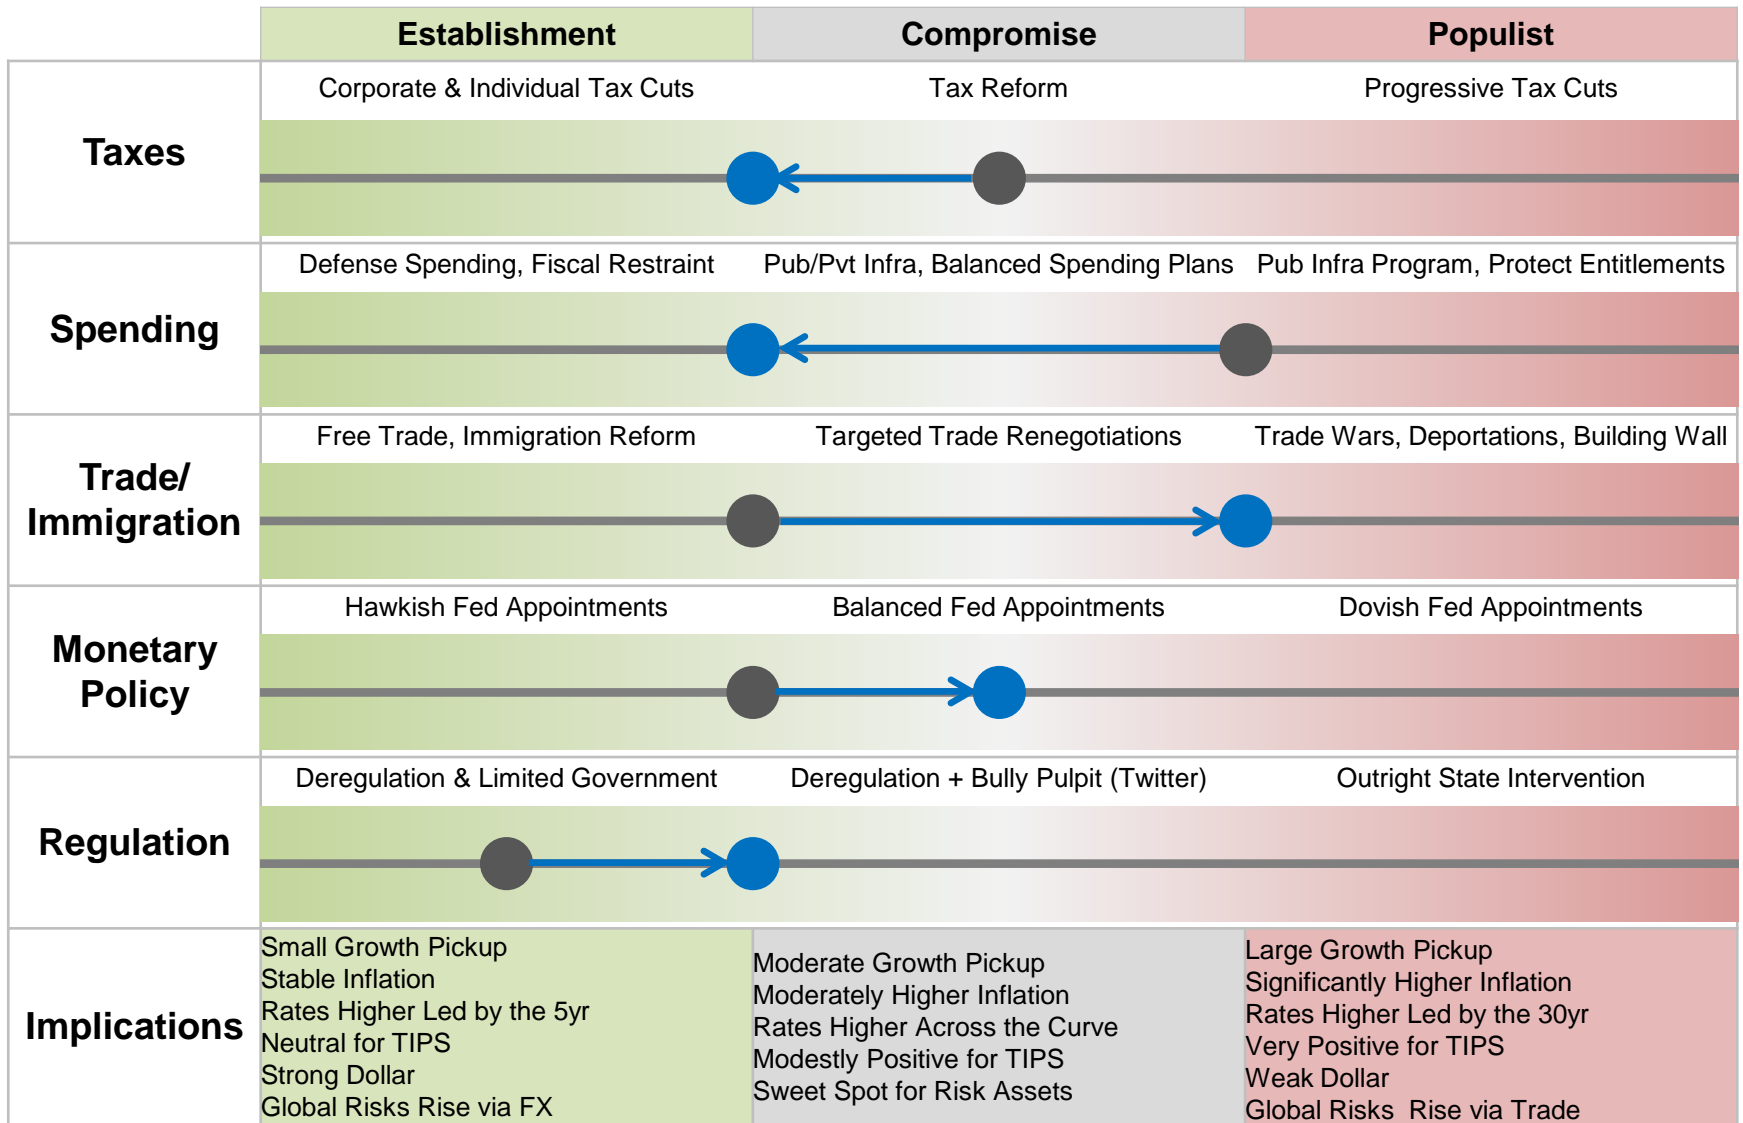 Establishment
Compromise
Populist
Taxes
Corporate & Individual Tax Cuts
Tax Reform
Progressive Tax Cuts
Spending
Defense Spending, Fiscal Restraint
Pub/Pvt Infra, Balanced Spending Plans
Pub Infra Program, Protect Entitlements
Trade/
Immigration
Free Trade, Immigration Reform
Targeted Trade Renegotiations
Trade Wars, Deportations, Building Wall
Monetary
Policy
Hawkish Fed Appointments
Balanced Fed Appointments
Dovish Fed Appointments
Regulation
Deregulation & Limited Government
Deregulation + Bully Pulpit (Twitter)
Outright State Intervention
Implications
Small Growth Pickup
Stable Inflation
Rates Higher Led by the 5yr
Neutral for TIPS
Strong Dollar
Global Risks Rise via FX
Moderate Growth Pickup
Moderately Higher Inflation
Rates Higher Across the Curve
Modestly Positive for TIPS
Sweet Spot for Risk Assets
Large Growth Pickup
Significantly Higher Inflation
Rates Higher Led by the 30yr
Very Positive for TIPS
Weak Dollar
Global Risks  Rise via Trade